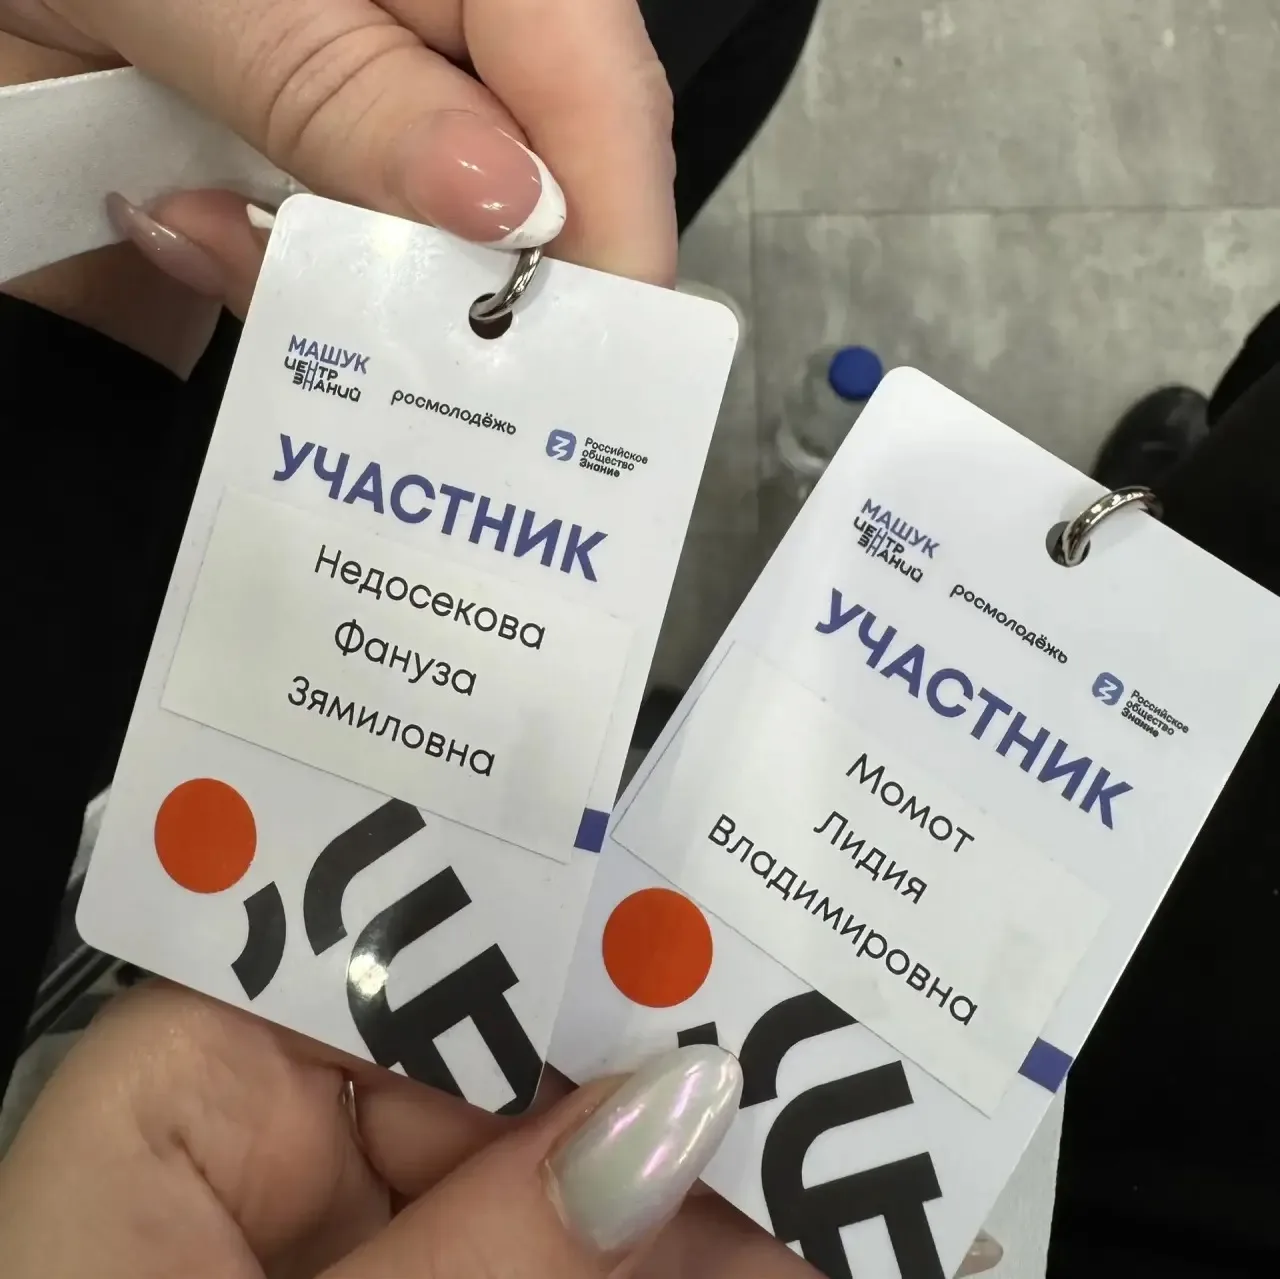 МАШУК
ЦЕНТР
ЗНАНИЙ
росмолодёжь
Российское
общество
Знание
УЧАСТНИК
Недосекова
Фануза
Зямиловна
МАШУК
ЦЕНТР
ЗНАНИЙ
росмолодёжь
Российское
общество
Знание
УЧАСТНИК
Момот
Лидия
Владимировна